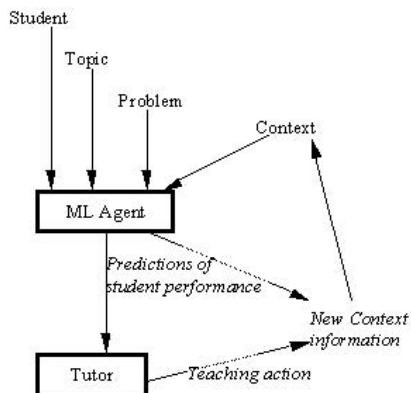 Student
Topic
Problem
Context
ML Agent
Predictions of
student performance
New Context
information
Tutor
Teaching action